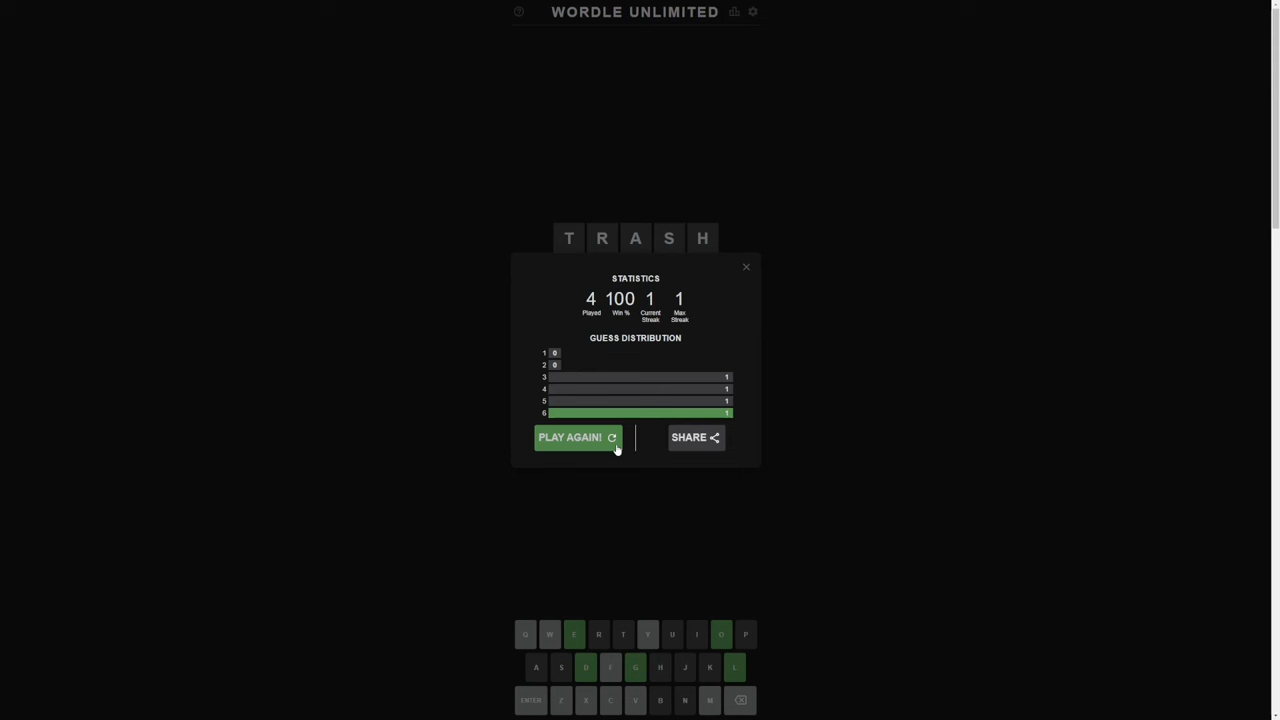 WORDLE UNLIMITED
T R A S H
STATISTICS
4 100 1 1
Played Win % Current Streak Max Streak
GUESS DISTRIBUTION
1 0
2 0
3 1
4 1
5 1
6 1
PLAY AGAIN! SHARE
Q W E R T Y U I O P
A S D F G H J K L
ENTER Z X C V B N M